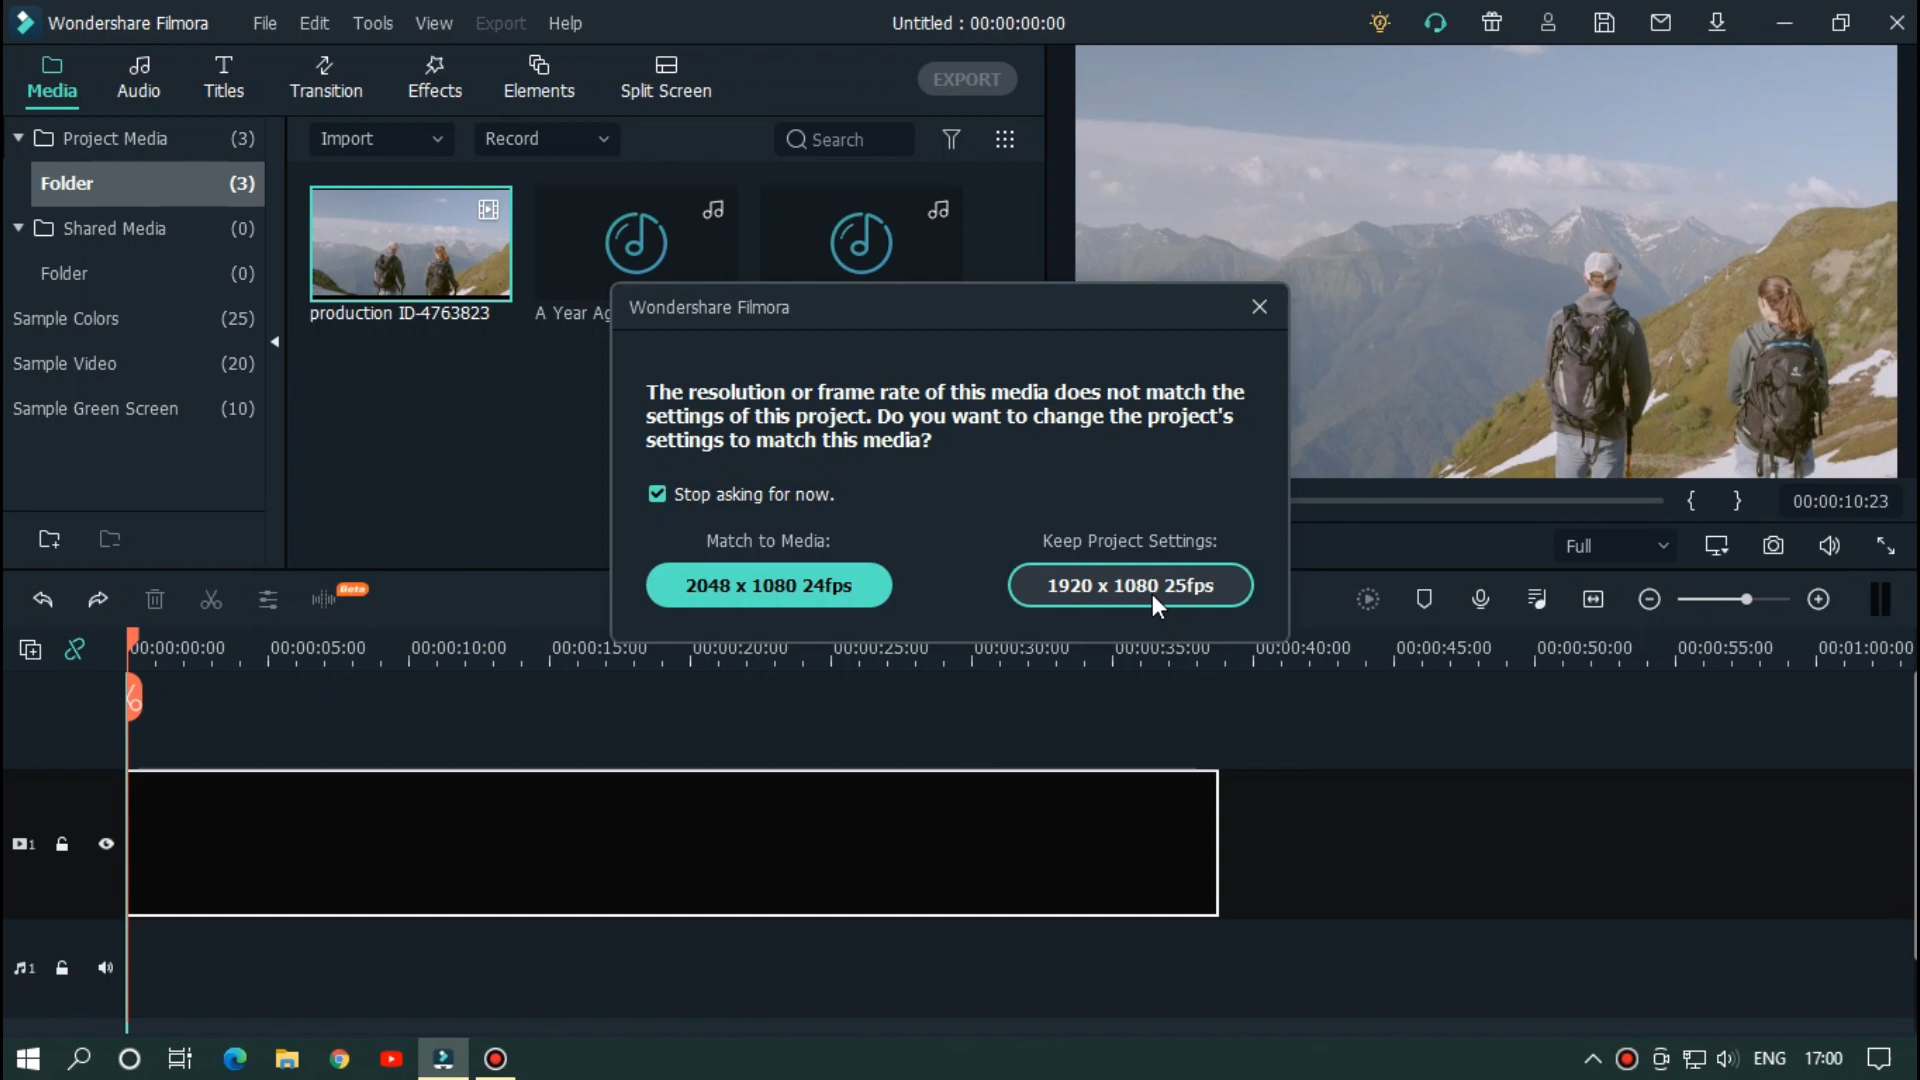 Wondershare Filmora
File Edit Tools View Export Help
Untitled : 00:00:00:00
Media Audio Titles Transition Effects Elements Split Screen
EXPORT
Project Media (3)
Folder (3)
Shared Media (0)
Folder (0)
Sample Colors (25)
Sample Video (20)
Sample Green Screen (10)
Import Record Search
production ID-4763823
A Year Ag
Wondershare Filmora
The resolution or frame rate of this media does not match the
settings of this project. Do you want to change the project's
settings to match this media?
Stop asking for now.
Match to Media: Keep Project Settings:
2048 x 1080 24fps 1920 x 1080 25fps
{ } 00:00:10:23
Full
Beta
00:00:00:00 00:00:05:00 00:00:10:00 00:00:15:00 00:00:20:00 00:00:25:00 00:00:30:00 00:00:35:00 00:00:40:00 00:00:45:00 00:00:50:00 00:00:55:00 00:01:00:00
1
1
ENG 17:00